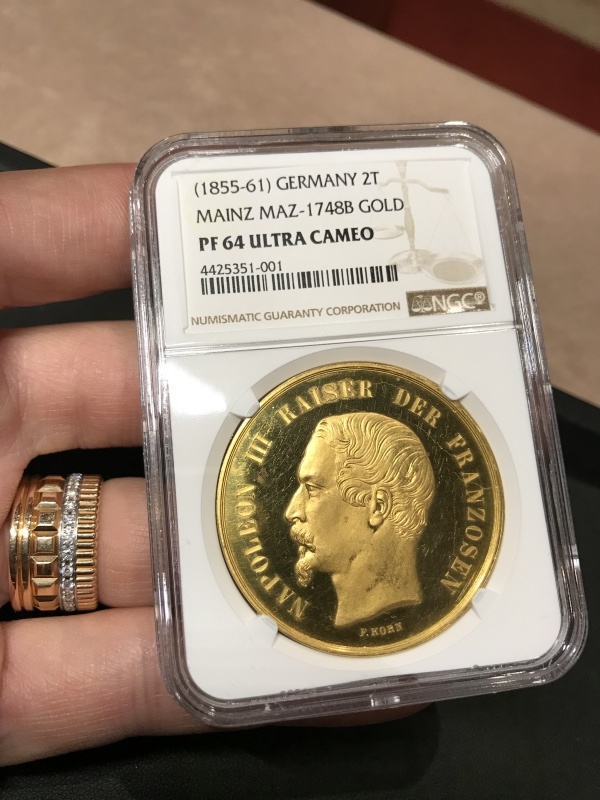 (1855-61) GERMANY 2T
MAINZ MAZ-1748B GOLD
PF 64 ULTRA CAMEO
4425351-001
NUMISMATIC GUARANTY CORPORATION
NGC®
NAPOLEON III KAISER DER FRANZOSEN
F. KORN